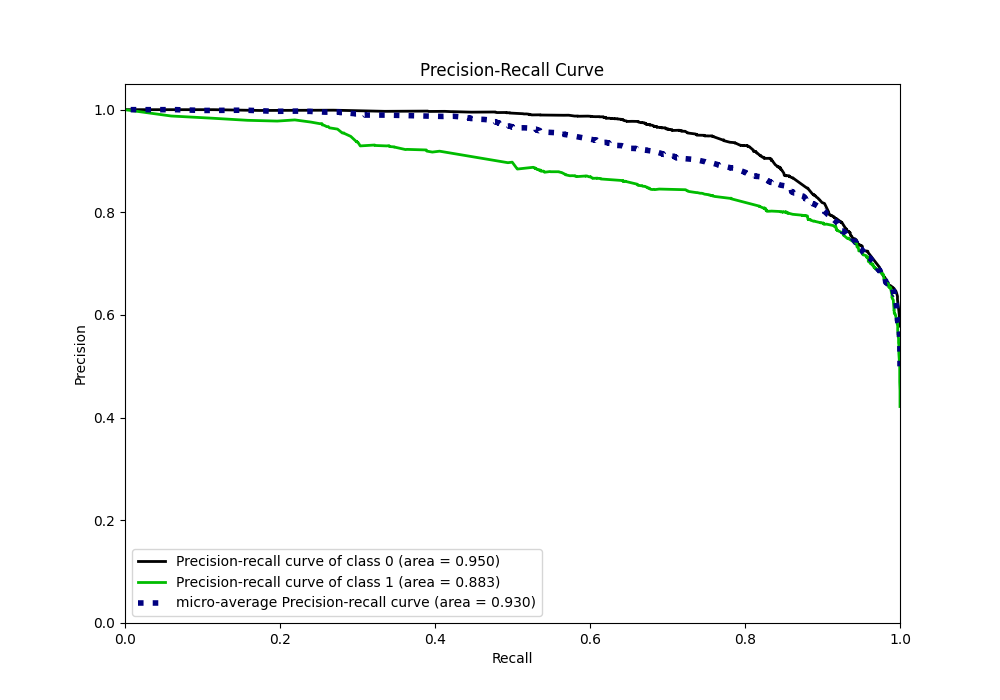 Precision-Recall Curve
1.0
0.8
0.6
0.4
0.2
0.0
Precision
Precision-recall curve of class 0 (area = 0.950)
Precision-recall curve of class 1 (area = 0.883)
micro-average Precision-recall curve (area = 0.930)
0.0 0.2 0.4 0.6 0.8 1.0
Recall